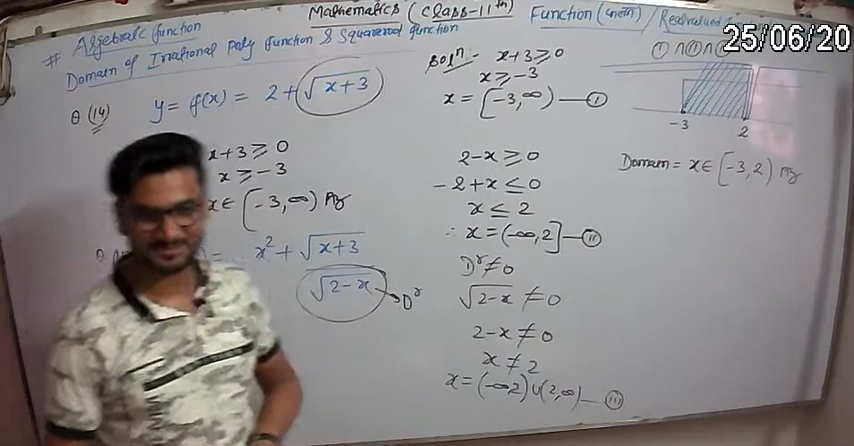 Mathematics (Class-11th) Function (फलन) / Realvalued
25/06/20
# Algebraic function
Domain of Irrational poly function & Squareroot function
Q (14) y = f(x) = 2+√x+3
x+3 ≥ 0
x ≥ -3
x ∈ [-3, ∞) Ans
= x² + √x+3
√2-x → Dr
Solⁿ - x+3 ≥ 0
x ≥ -3
x = [-3, ∞) — (I)
2-x ≥ 0
-2+x ≤ 0
x ≤ 2
∴ x = (-∞, 2] — (II)
Dr ≠ 0
√2-x ≠ 0
2-x ≠ 0
x ≠ 2
x = (-∞, 2) ∪ (2, ∞) — (III)
-3 2
Domain = x ∈ [-3, 2) Ans